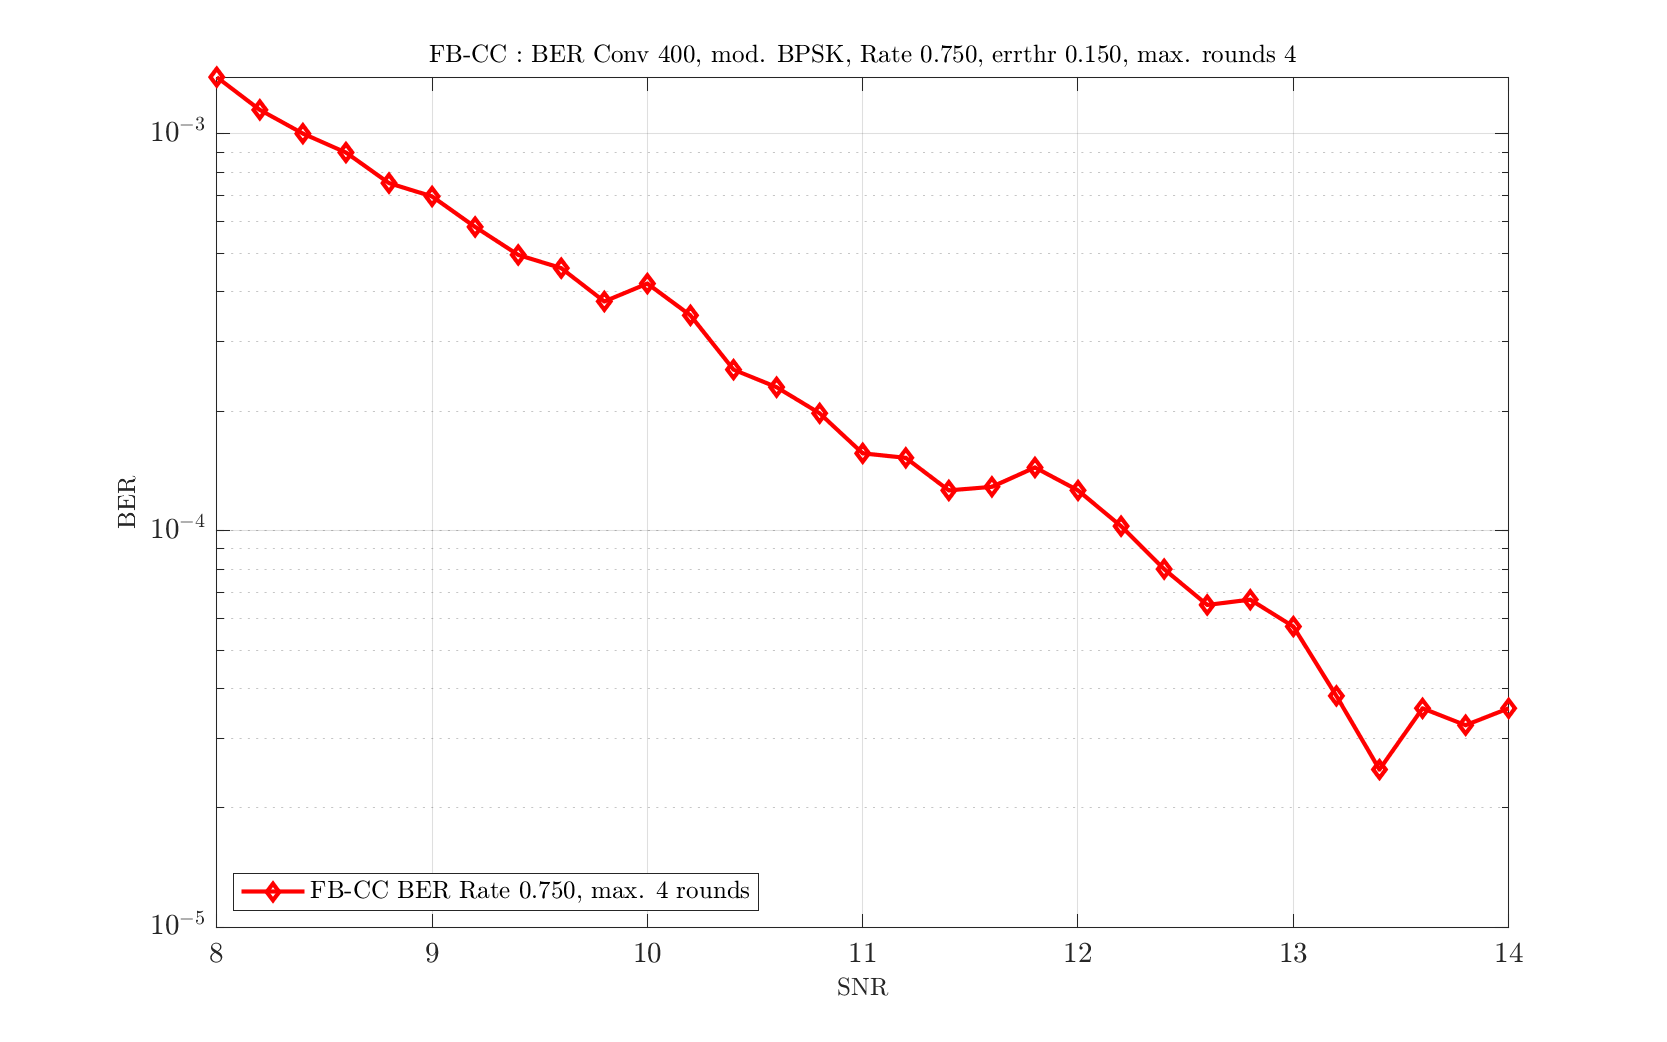 FB-CC : BER Conv 400, mod. BPSK, Rate 0.750, errthr 0.150, max. rounds 4
10⁻³
10⁻⁴
10⁻⁵
BER
FB-CC BER Rate 0.750, max. 4 rounds
8 9 10 11 12 13 14
SNR